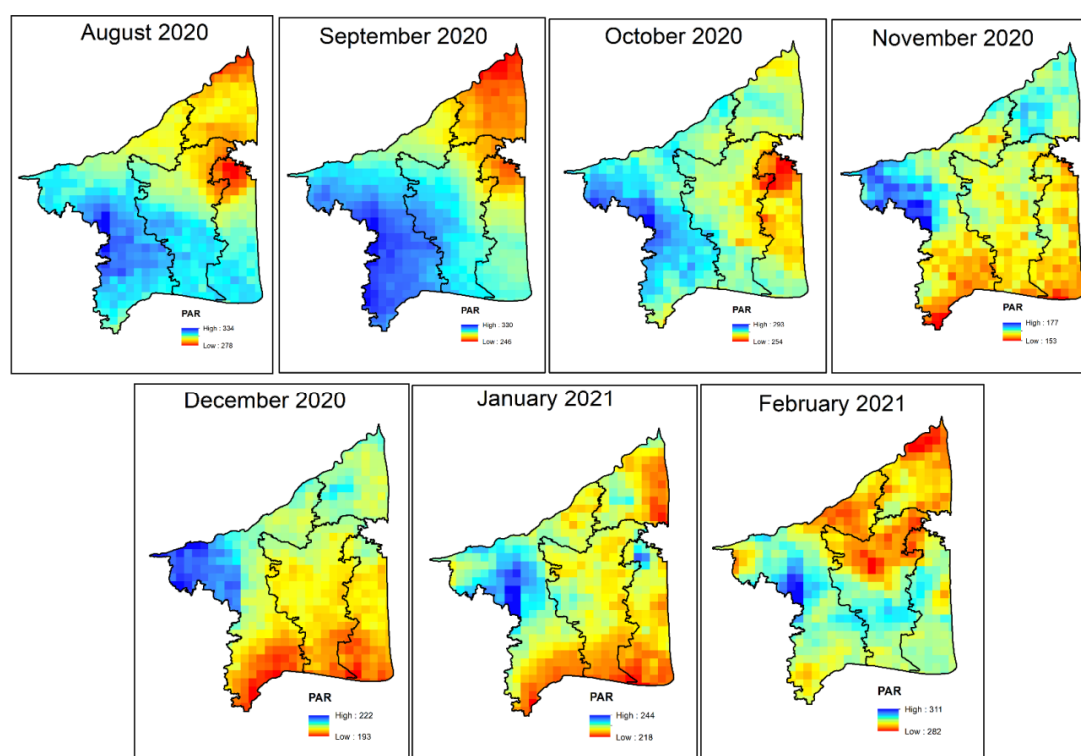 August 2020
PAR
High : 334
Low : 278
September 2020
PAR
High : 330
Low : 246
October 2020
PAR
High : 293
Low : 254
November 2020
PAR
High : 177
Low : 153
December 2020
PAR
High : 222
Low : 193
January 2021
PAR
High : 244
Low : 218
February 2021
PAR
High : 311
Low : 282